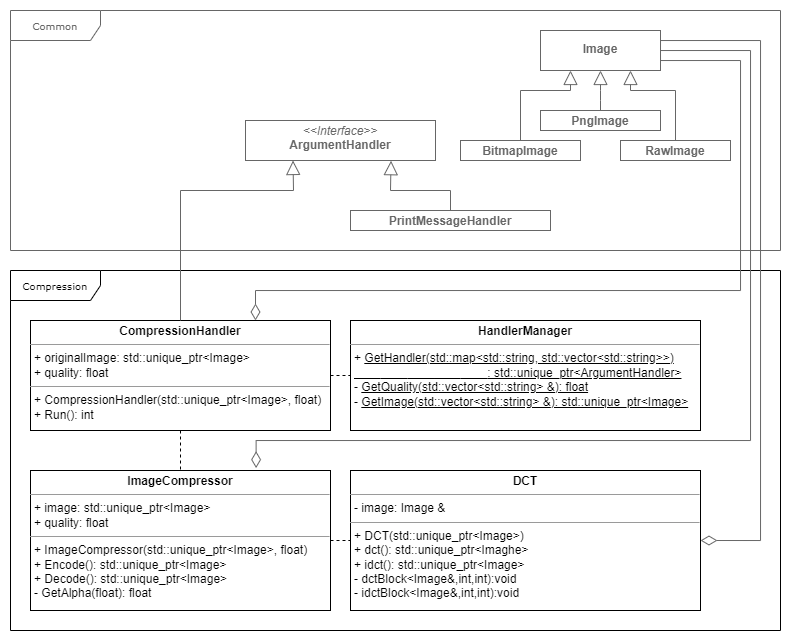 Common
Image
PngImage
BitmapImage
RawImage
<<Interface>>
ArgumentHandler
PrintMessageHandler
Compression
CompressionHandler
+ originalImage: std::unique_ptr<Image>
+ quality: float
+ CompressionHandler(std::unique_ptr<Image>, float)
+ Run(): int
HandlerManager
+ GetHandler(std::map<std::string, std::vector<std::string>>)
: std::unique_ptr<ArgumentHandler>
- GetQuality(std::vector<std::string> &): float
- GetImage(std::vector<std::string> &): std::unique_ptr<Image>
ImageCompressor
+ image: std::unique_ptr<Image>
+ quality: float
+ ImageCompressor(std::unique_ptr<Image>, float)
+ Encode(): std::unique_ptr<Image>
+ Decode(): std::unique_ptr<Image>
- GetAlpha(float): float
DCT
- image: Image &
+ DCT(std::unique_ptr<Image>)
+ dct(): std::unique_ptr<Imaghe>
+ idct(): std::unique_ptr<Image>
- dctBlock<Image&,int,int):void
- idctBlock<Image&,int,int):void